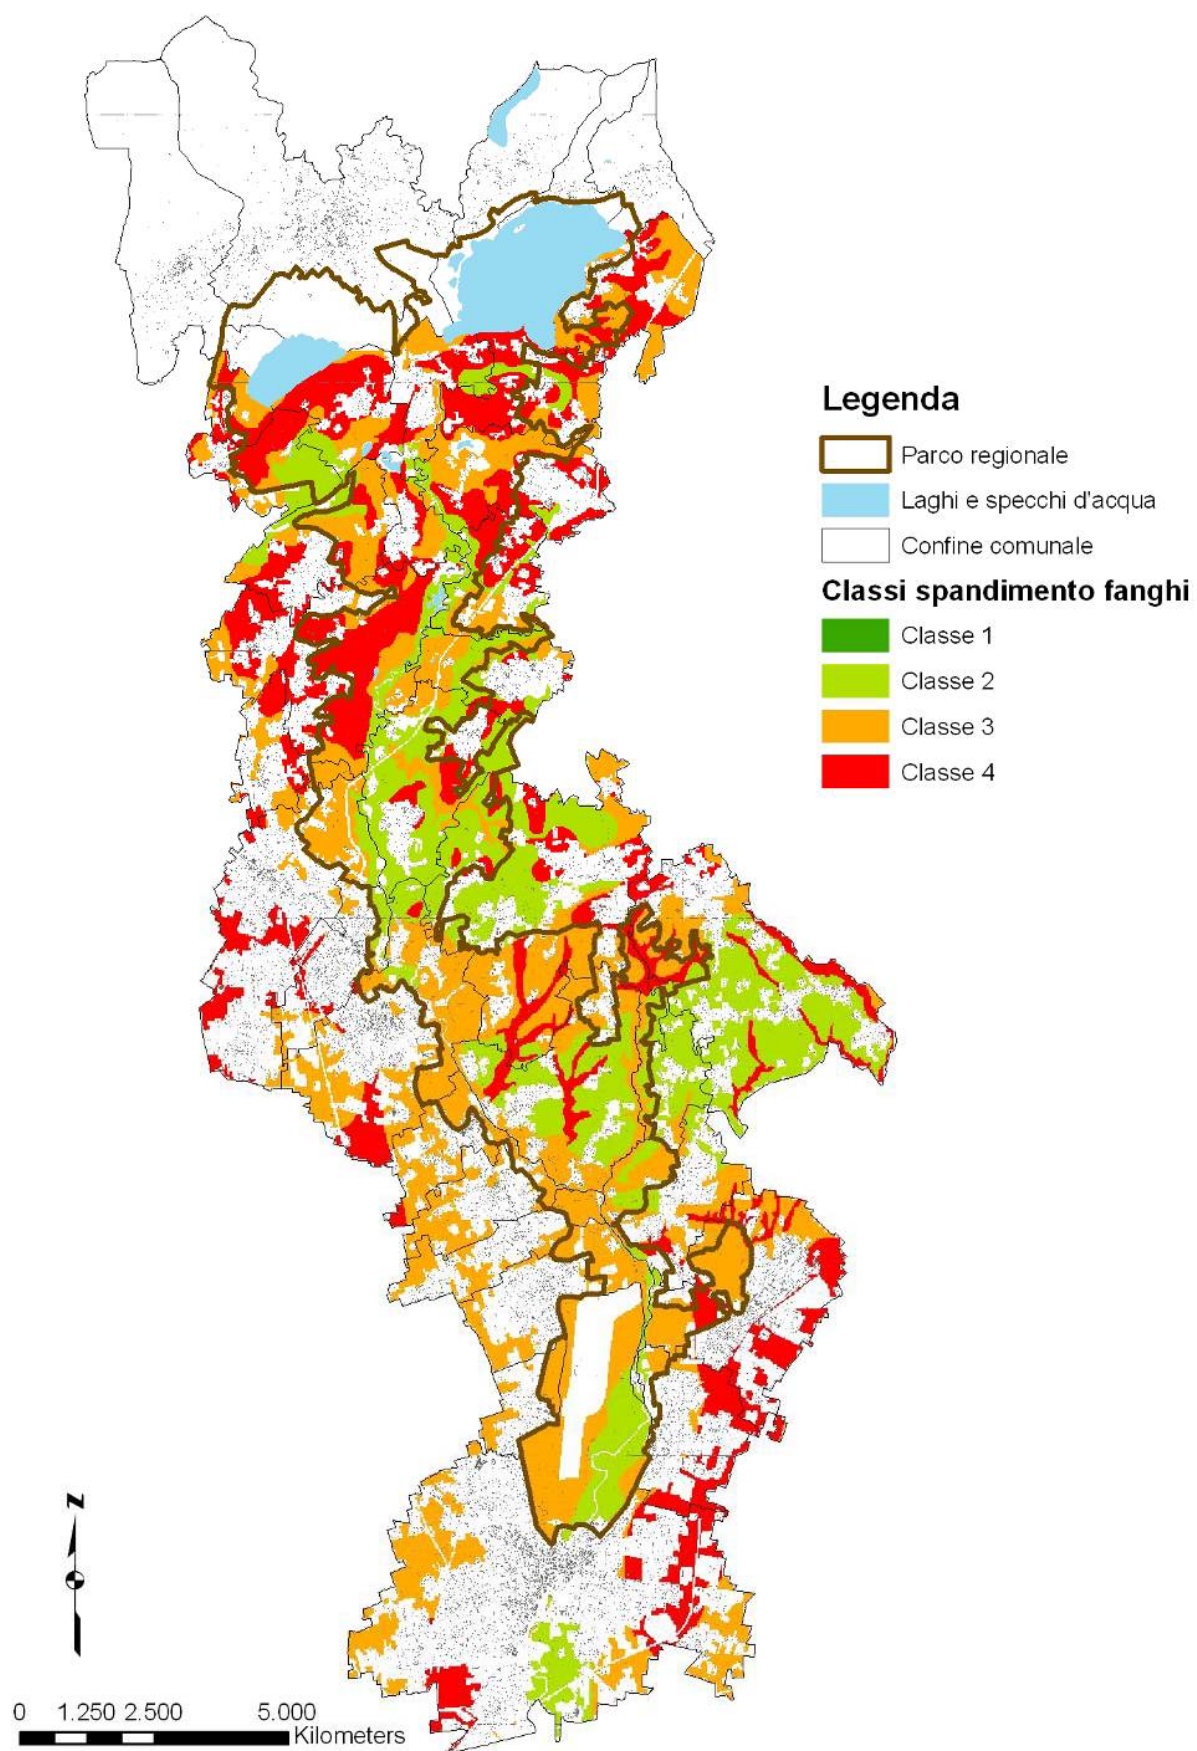 Legenda
Parco regionale
Laghi e specchi d'acqua
Confine comunale
Classi spandimento fanghi
Classe 1
Classe 2
Classe 3
Classe 4
N
0 1.250 2.500 5.000
Kilometers